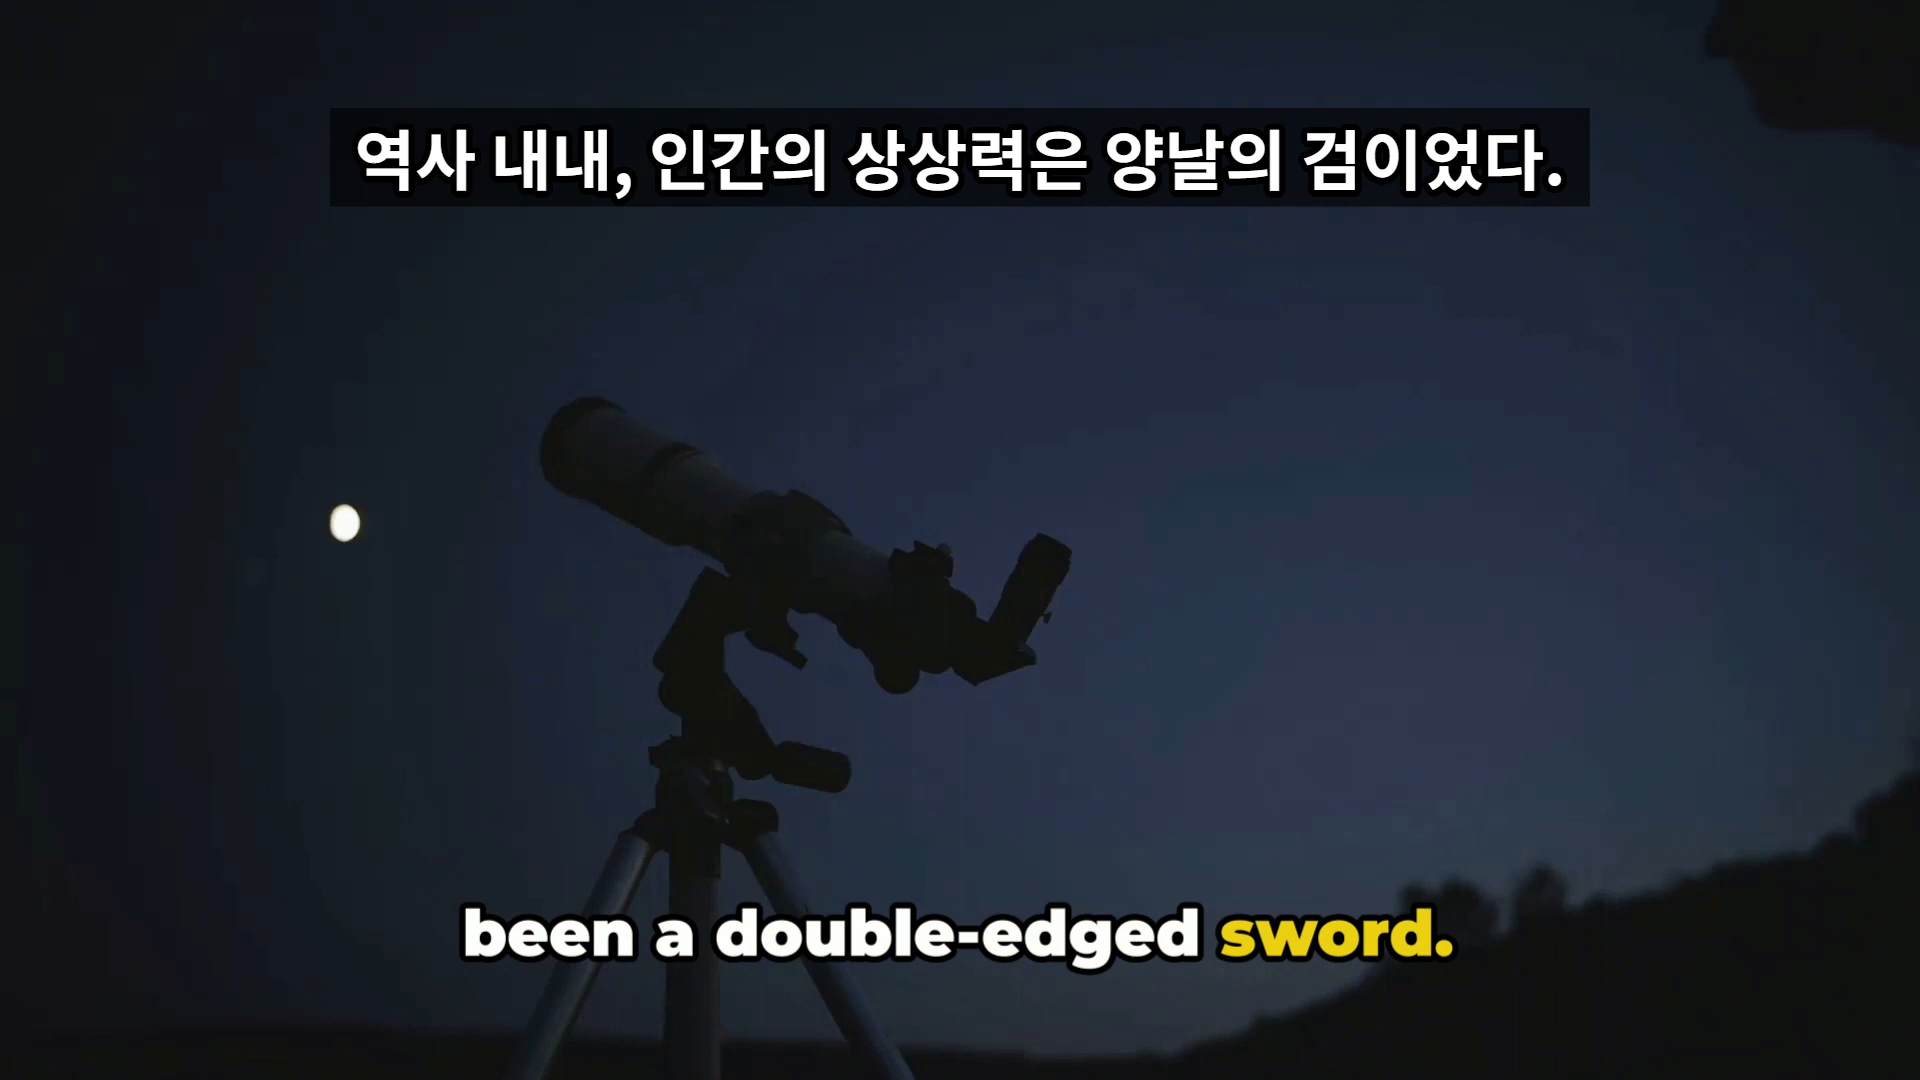 역사 내내, 인간의 상상력은 양날의 검이었다.
been a double-edged sword.